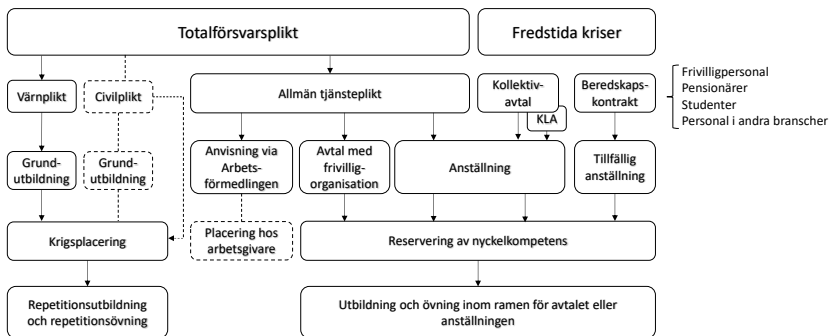 Totalförsvarsplikt
Fredstida kriser
Värnplikt
Civilplikt
Allmän tjänsteplikt
Kollektiv-
avtal
KLA
Beredskaps-
kontrakt
Frivilligpersonal
Pensionärer
Studenter
Personal i andra branscher
Grund-
utbildning
Grund-
utbildning
Anvisning via
Arbets-
förmedlingen
Avtal med
frivillig-
organisation
Anställning
Tillfällig
anställning
Krigsplacering
Placering hos
arbetsgivare
Reservering av nyckelkompetens
Repetitionsutbildning
och repetitionsövning
Utbildning och övning inom ramen för avtalet eller
anställningen